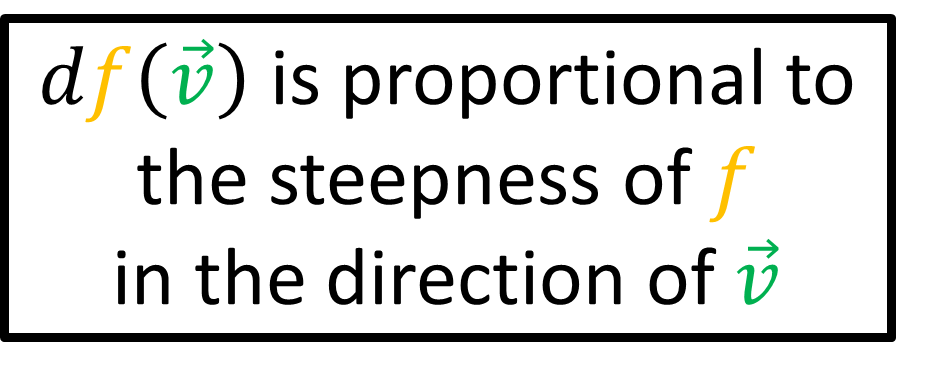 df(v⃗) is proportional to
the steepness of f
in the direction of v⃗